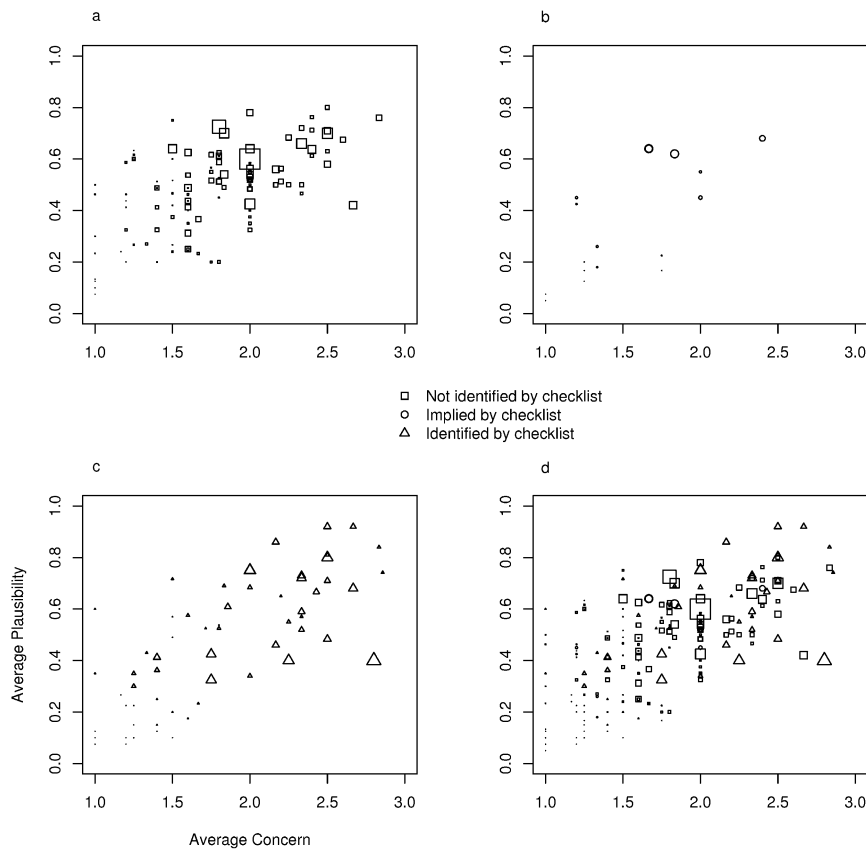 a
b
1.0
0.8
0.6
0.4
0.2
0.0
1.0
0.8
0.6
0.4
0.2
0.0
1.0 1.5 2.0 2.5 3.0
1.0 1.5 2.0 2.5 3.0
Not identified by checklist
Implied by checklist
Identified by checklist
c
d
Average Plausibility
1.0
0.8
0.6
0.4
0.2
0.0
1.0
0.8
0.6
0.4
0.2
0.0
1.0 1.5 2.0 2.5 3.0
1.0 1.5 2.0 2.5 3.0
Average Concern